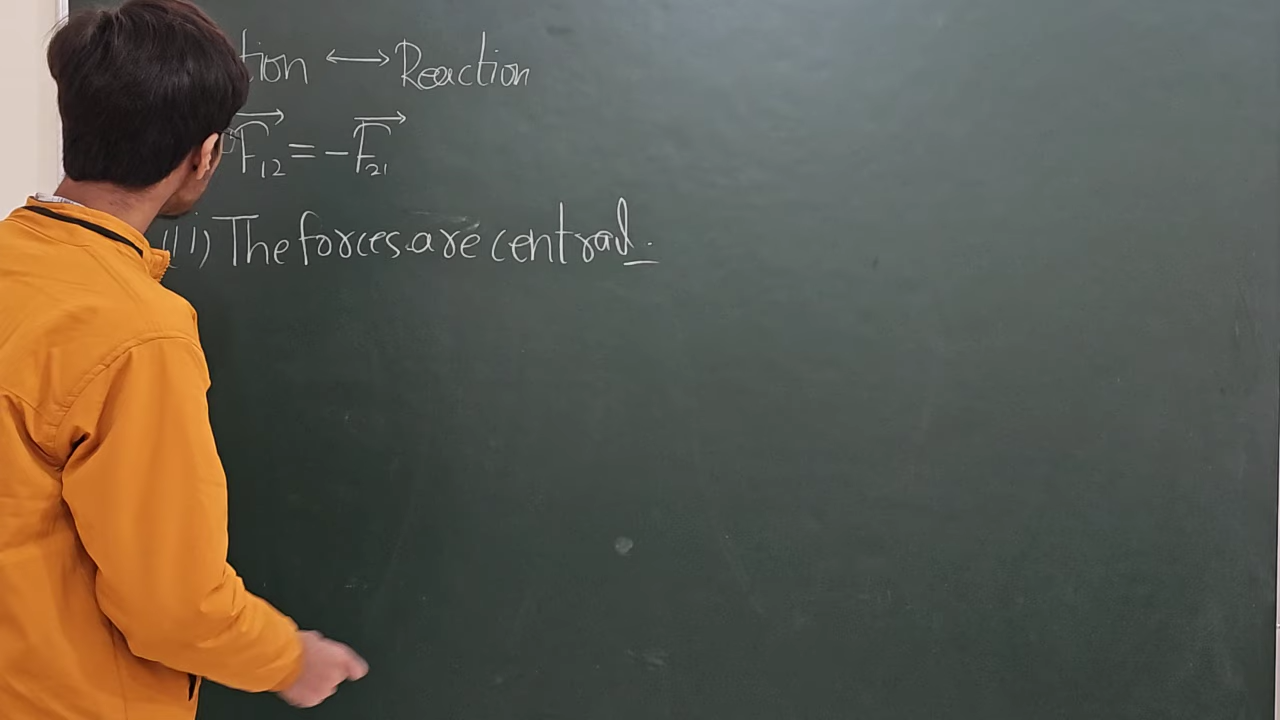 tion ⟷ Reaction
F₁₂ = -F₂₁
ii) The forces are central.